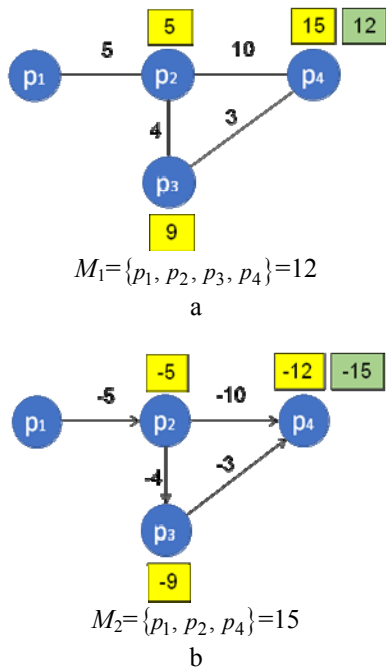 5 15 12
5 10
p1 p2 p4
4 3
p3
9
M1={p1, p2, p3, p4}=12
a
-5 -12 -15
-5 -10
p1 p2 p4
-4 -3
p3
-9
M2={p1, p2, p4}=15
b